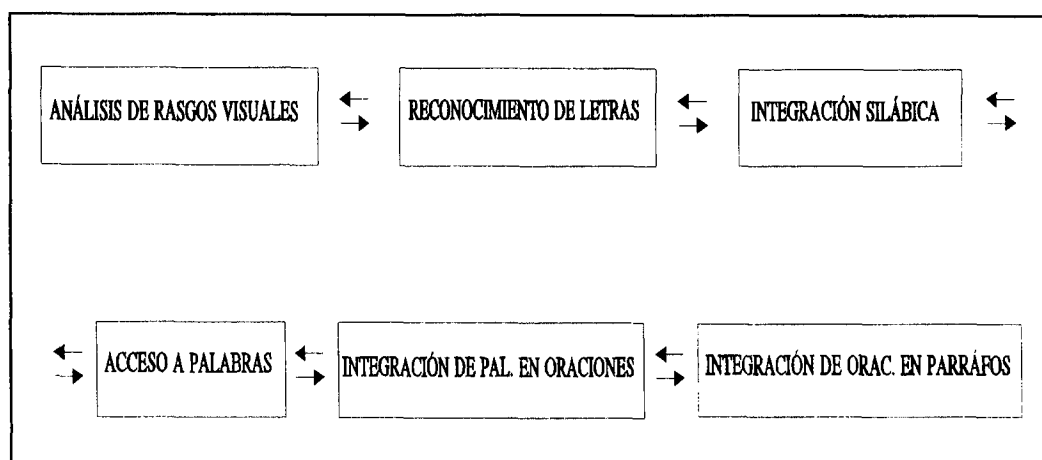 ANÁLISIS DE RASGOS VISUALES
RECONOCIMIENTO DE LETRAS
INTEGRACIÓN SILÁBICA
ACCESO A PALABRAS
INTEGRACIÓN DE PAL. EN ORACIONES
INTEGRACIÓN DE ORAC. EN PARRÁFOS